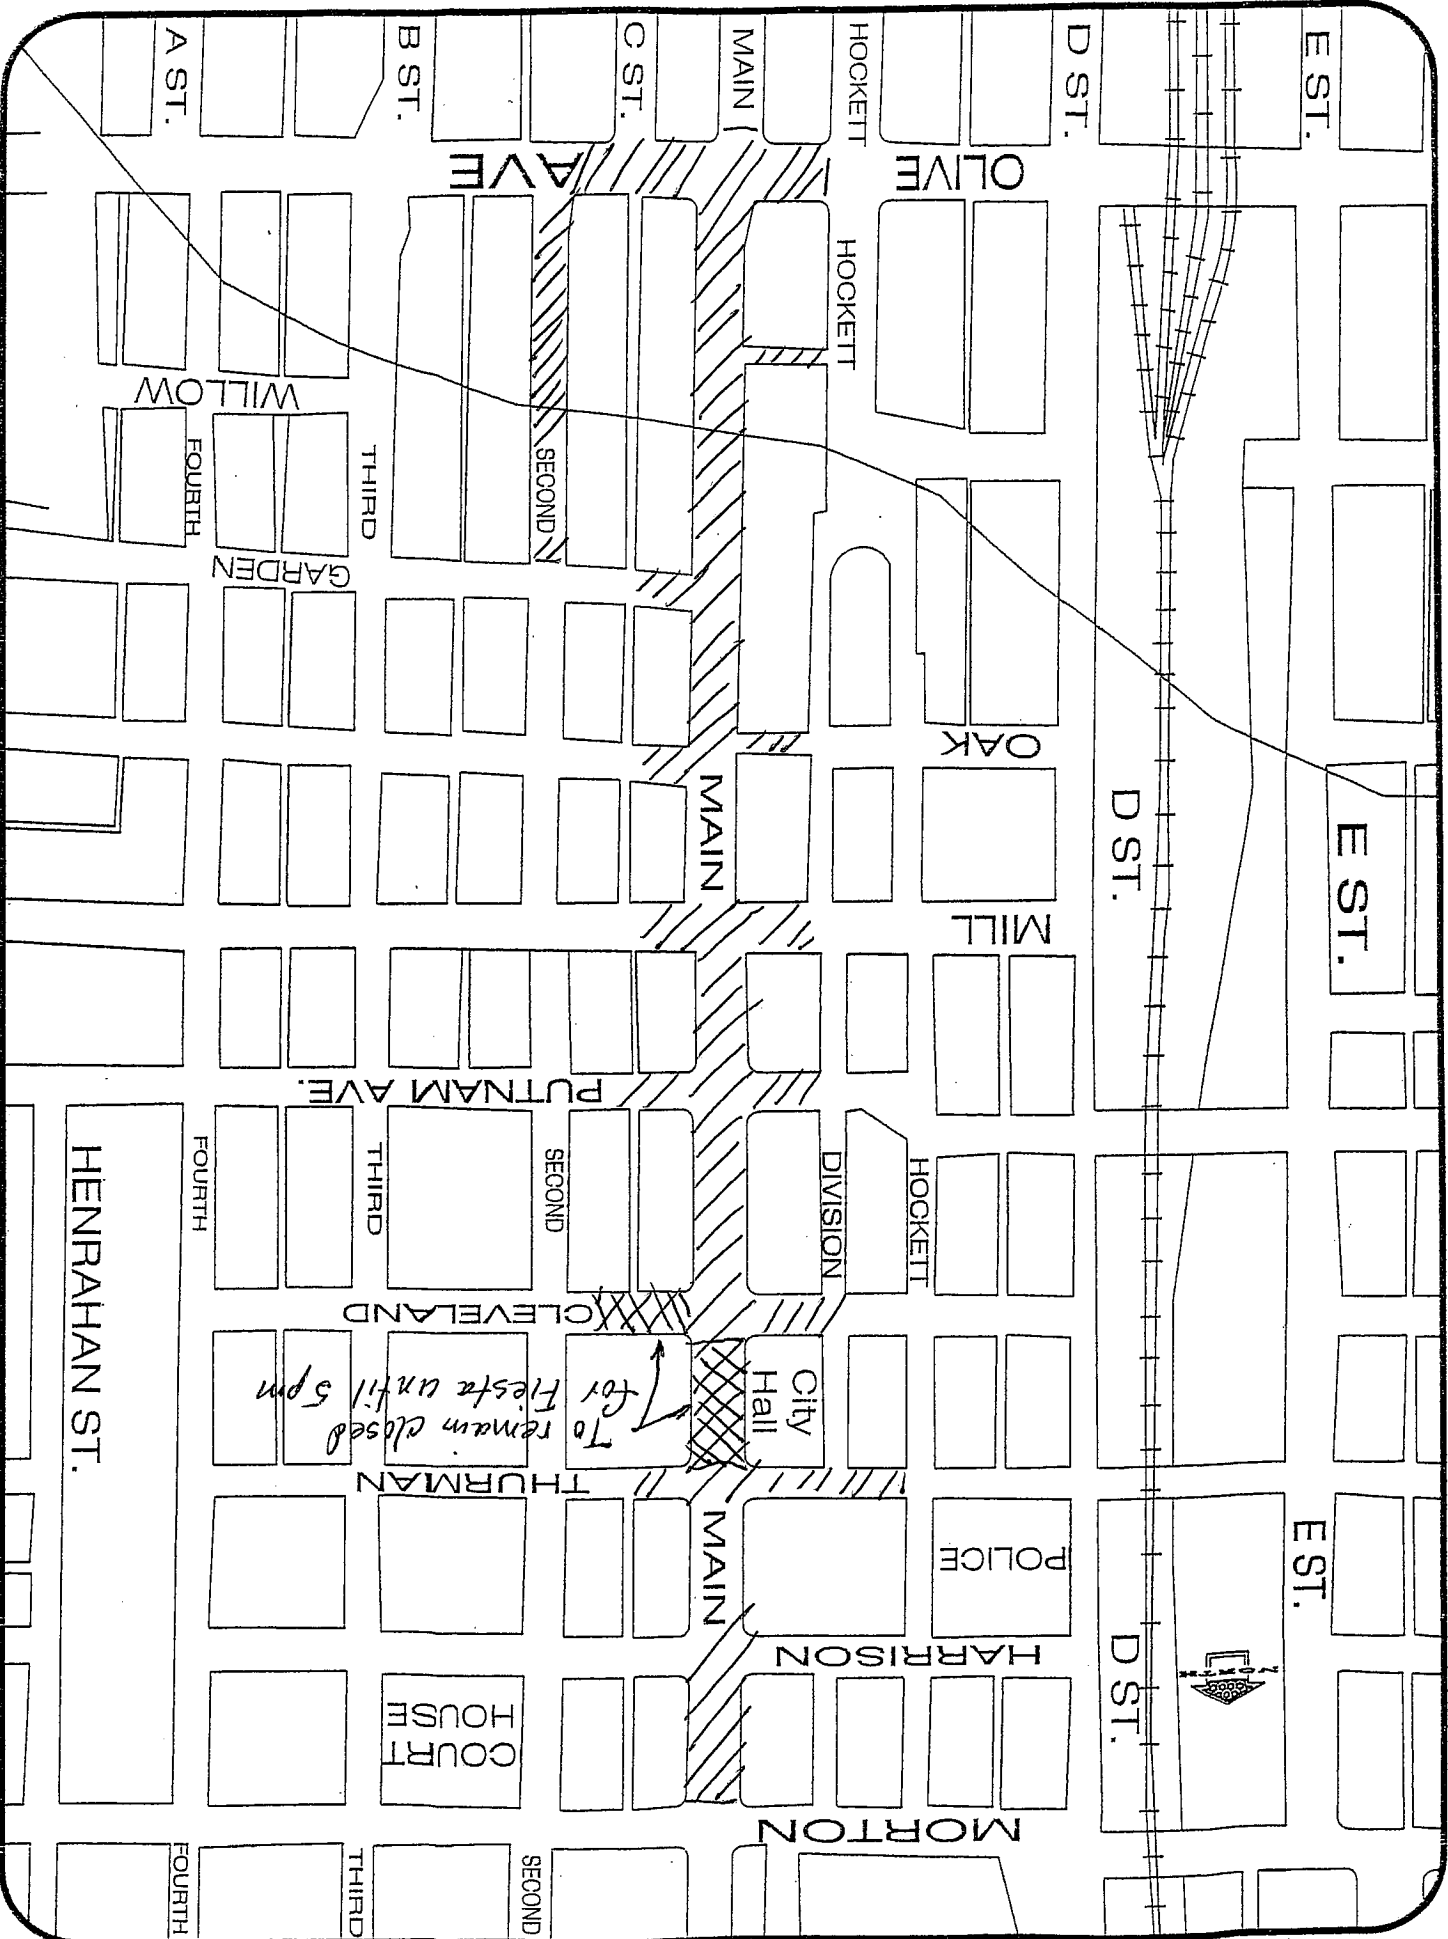 A ST.
B ST.
C ST.
MAIN
HOCKETT
D ST.
E ST.
OLIVE AVE
HOCKETT
WILLOW
FOURTH
THIRD
SECOND
GARDEN
OAK
MAIN
D ST.
E ST.
MILL
PUTNAM AVE.
HENRAHAN ST.
FOURTH
THIRD
SECOND
DIVISION
HOCKETT
CLEVELAND
City
Hall
To remain closed
for Fiesta until 5pm
THURMAN
MAIN
POLICE
E ST.
HARRISON
D ST.
NORTH
COURT
HOUSE
MORTON
FOURTH
THIRD
SECOND